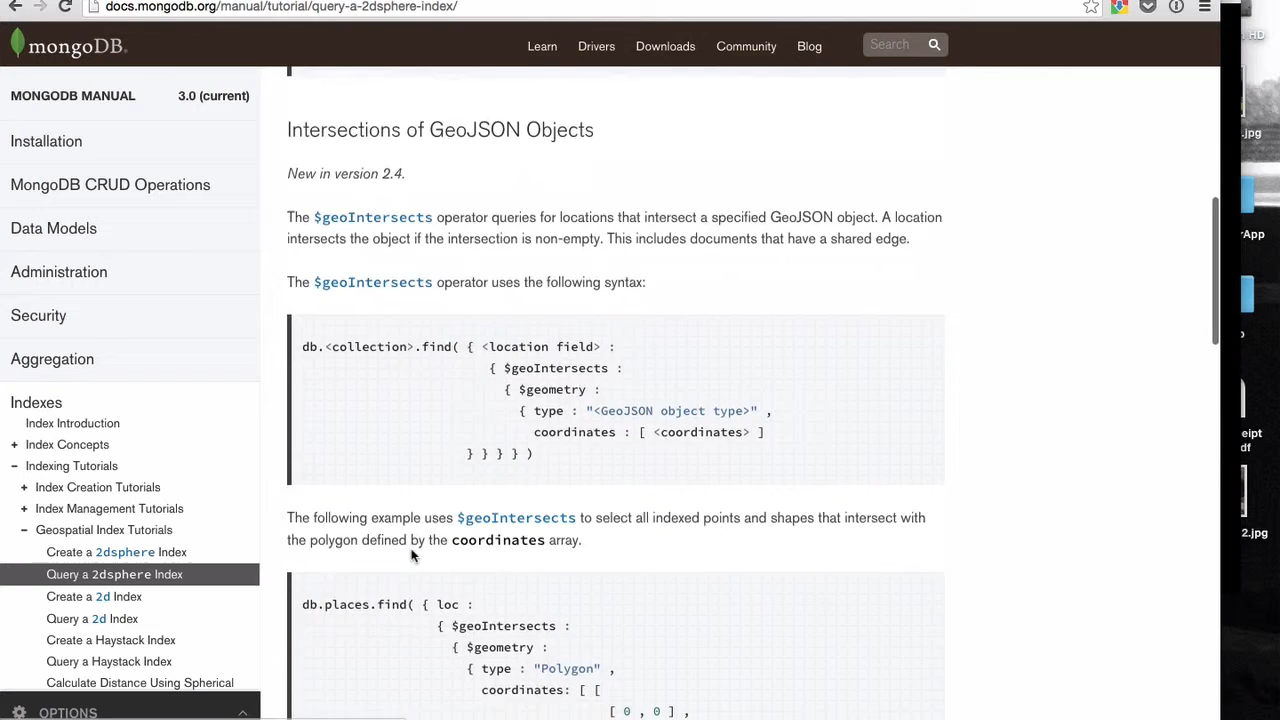 docs.mongodb.org/manual/tutorial/query-a-2dsphere-index/
mongoDB.
Learn Drivers Downloads Community Blog Search
MONGODB MANUAL 3.0 (current)
Installation
MongoDB CRUD Operations
Data Models
Administration
Security
Aggregation
Indexes
Index Introduction
+ Index Concepts
− Indexing Tutorials
+ Index Creation Tutorials
+ Index Management Tutorials
− Geospatial Index Tutorials
Create a 2dsphere Index
Query a 2dsphere Index
Create a 2d Index
Query a 2d Index
Create a Haystack Index
Query a Haystack Index
Calculate Distance Using Spherical
OPTIONS
Intersections of GeoJSON Objects
New in version 2.4.
The $geoIntersects operator queries for locations that intersect a specified GeoJSON object. A location
intersects the object if the intersection is non-empty. This includes documents that have a shared edge.
The $geoIntersects operator uses the following syntax:
db.<collection>.find( { <location field> :
{ $geoIntersects :
{ $geometry :
{ type : "<GeoJSON object type>" ,
coordinates : [ <coordinates> ]
} } } } )
The following example uses $geoIntersects to select all indexed points and shapes that intersect with
the polygon defined by the coordinates array.
db.places.find( { loc :
{ $geoIntersects :
{ $geometry :
{ type : "Polygon" ,
coordinates: [ [
[ 0 , 0 ] ,
HD
.jpg
rApp
eipt
df
2.jpg